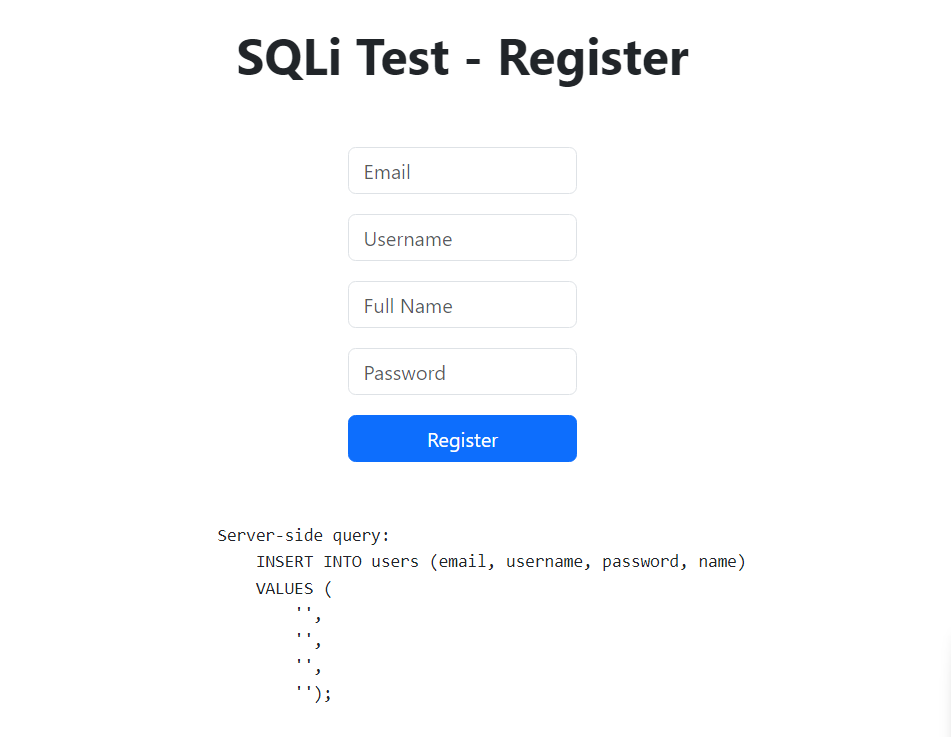 SQLi Test - Register
Email
Username
Full Name
Password
Register
Server-side query:
INSERT INTO users (email, username, password, name)
VALUES (
'',
'',
'',
'');